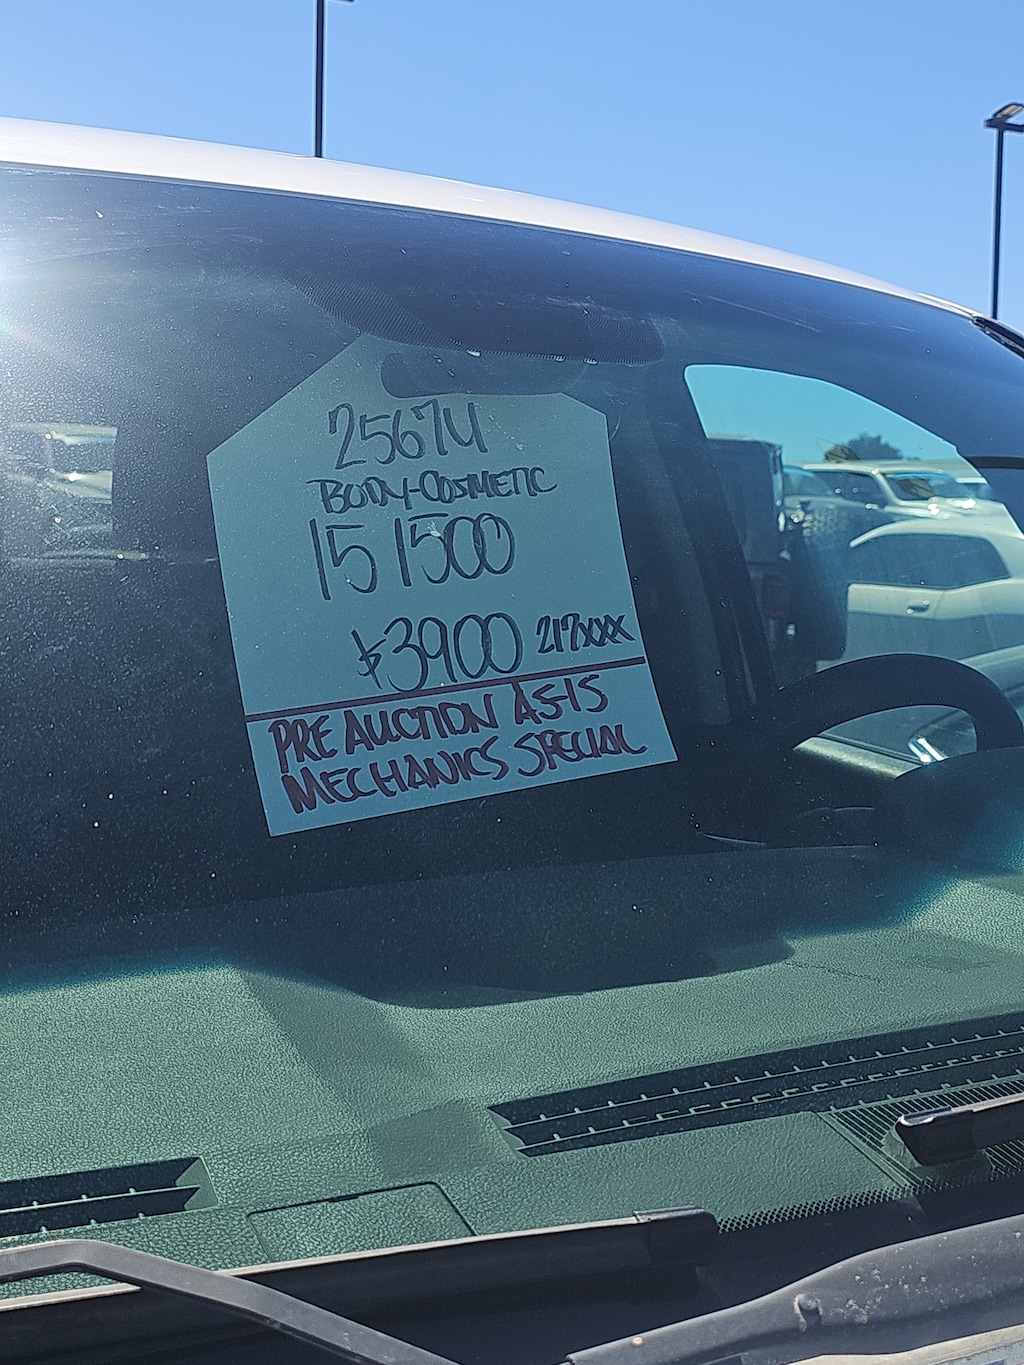 25674
BODY-COSMETIC
15 1500
$3900 217xxx
PRE AUCTION AS-IS
MECHANICS SPECIAL